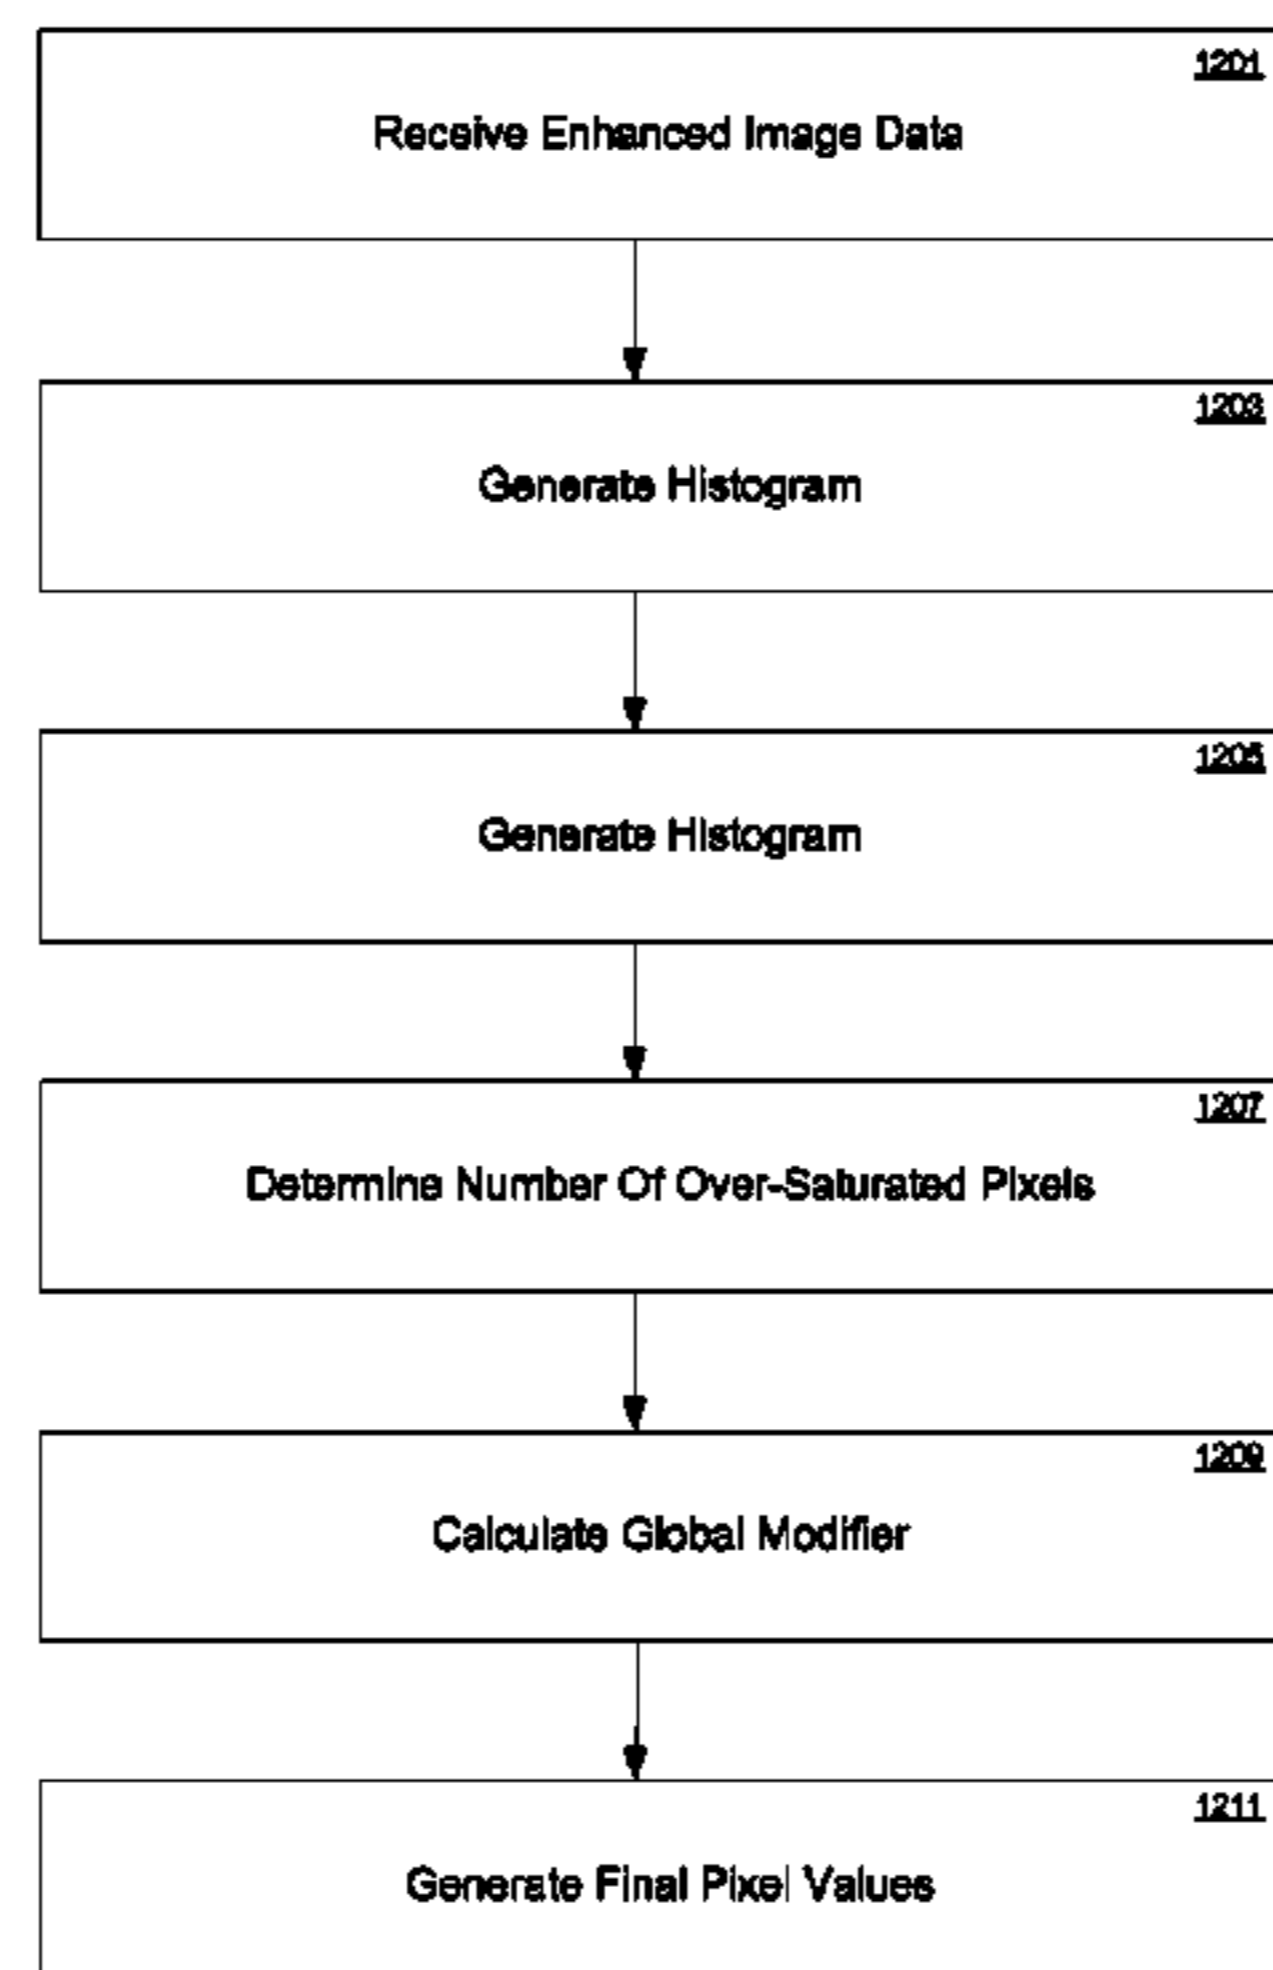 1201
Receive Enhanced Image Data
1203
Generate Histogram
1205
Generate Histogram
1207
Determine Number Of Over-Saturated Pixels
1209
Calculate Global Modifier
1211
Generate Final Pixel Values